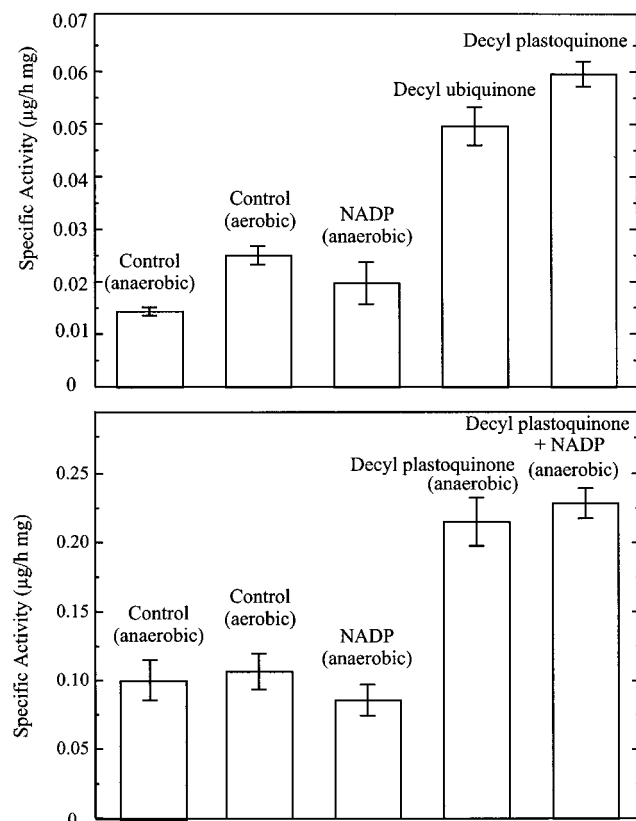 Specific Activity (µg/h mg)
0.07
0.06
0.05
0.04
0.03
0.02
0.01
0
Control
(anaerobic)
Control
(aerobic)
NADP
(anaerobic)
Decyl ubiquinone
Decyl plastoquinone
Specific Activity (µg/h mg)
0.25
0.20
0.15
0.10
0.05
0.
Control
(anaerobic)
Control
(aerobic)
NADP
(anaerobic)
Decyl plastoquinone
(anaerobic)
Decyl plastoquinone
+ NADP
(anaerobic)